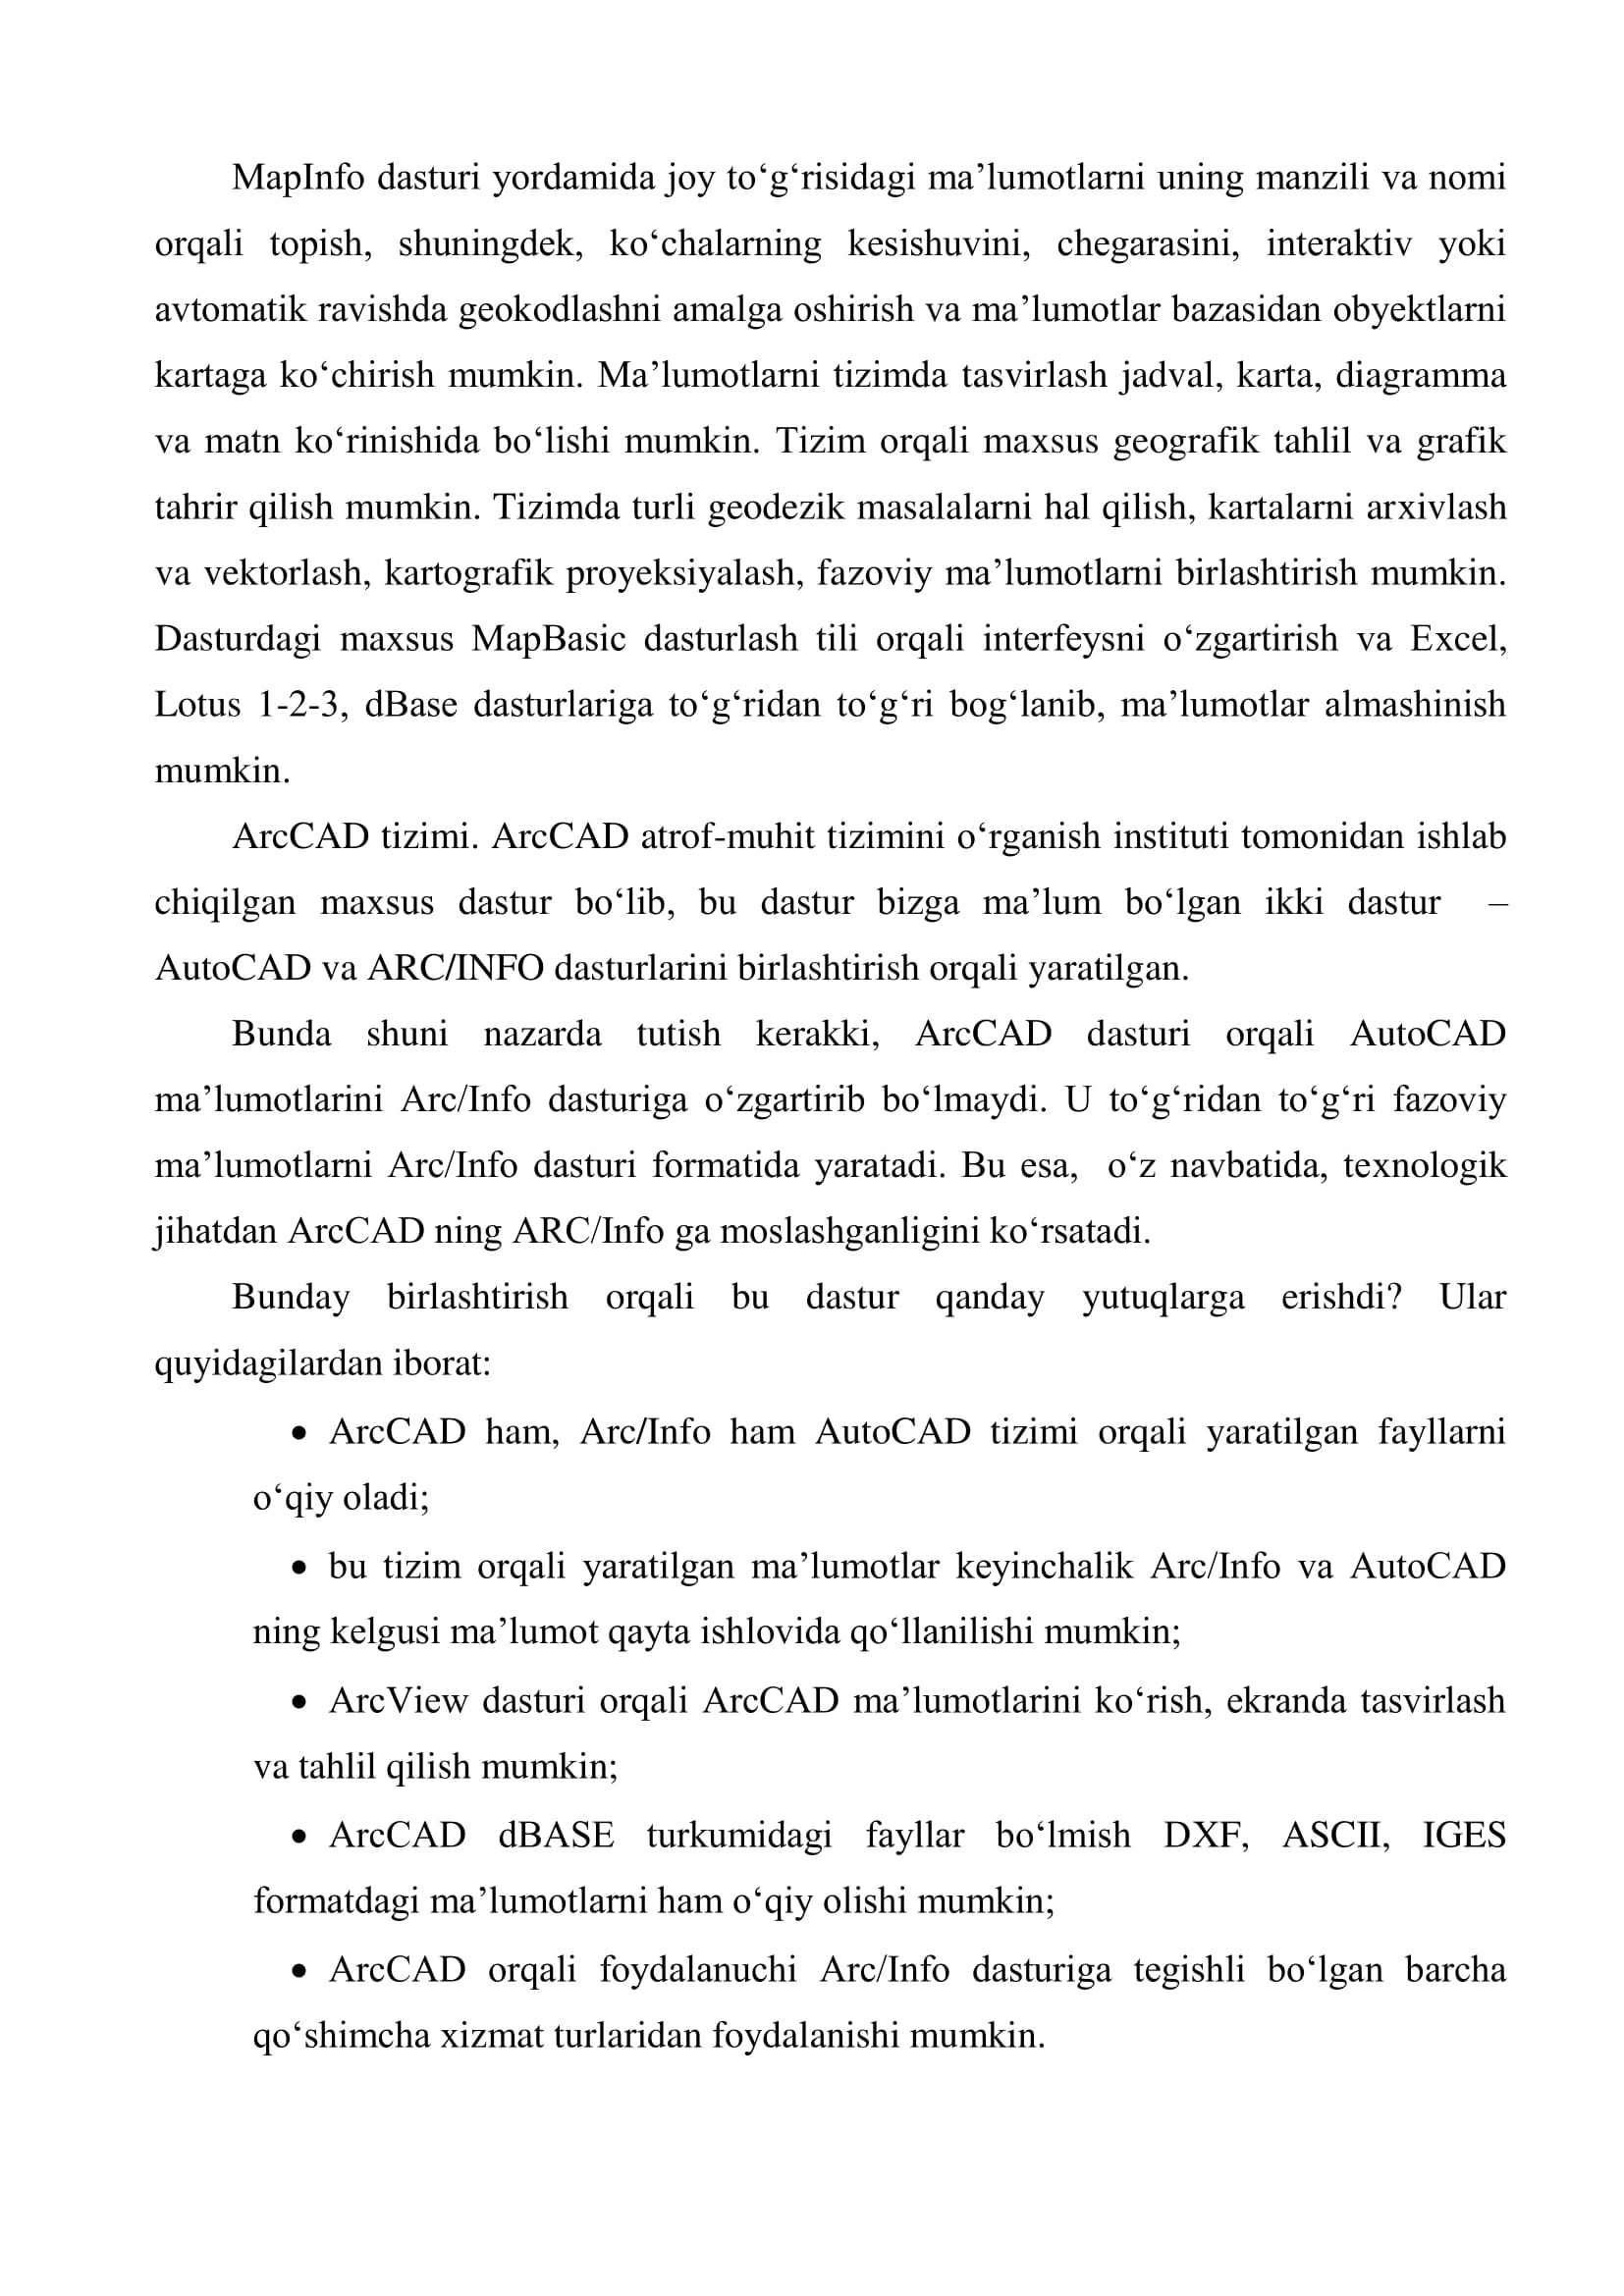 MapInfo dasturi yordamida joy to‘g‘risidagi ma’lumotlarni uning manzili va nomi
orqali topish, shuningdek, ko‘chalarning kesishuvini, chegarasini, interaktiv yoki
avtomatik ravishda geokodlashni amalga oshirish va ma’lumotlar bazasidan obyektlarni
kartaga ko‘chirish mumkin. Ma’lumotlarni tizimda tasvirlash jadval, karta, diagramma
va matn ko‘rinishida bo‘lishi mumkin. Tizim orqali maxsus geografik tahlil va grafik
tahrir qilish mumkin. Tizimda turli geodezik masalalarni hal qilish, kartalarni arxivlash
va vektorlash, kartografik proyeksiyalash, fazoviy ma’lumotlarni birlashtirish mumkin.
Dasturdagi maxsus MapBasic dasturlash tili orqali interfeysni o‘zgartirish va Excel,
Lotus 1-2-3, dBase dasturlariga to‘g‘ridan to‘g‘ri bog‘lanib, ma’lumotlar almashinish
mumkin.
ArcCAD tizimi. ArcCAD atrof-muhit tizimini o‘rganish instituti tomonidan ishlab
chiqilgan maxsus dastur bo‘lib, bu dastur bizga ma’lum bo‘lgan ikki dastur –
AutoCAD va ARC/INFO dasturlarini birlashtirish orqali yaratilgan.
Bunda shuni nazarda tutish kerakki, ArcCAD dasturi orqali AutoCAD
ma’lumotlarini Arc/Info dasturiga o‘zgartirib bo‘lmaydi. U to‘g‘ridan to‘g‘ri fazoviy
ma’lumotlarni Arc/Info dasturi formatida yaratadi. Bu esa, o‘z navbatida, texnologik
jihatdan ArcCAD ning ARC/Info ga moslashganligini ko‘rsatadi.
Bunday birlashtirish orqali bu dastur qanday yutuqlarga erishdi? Ular
quyidagilardan iborat:
• ArcCAD ham, Arc/Info ham AutoCAD tizimi orqali yaratilgan fayllarni
o‘qiy oladi;
• bu tizim orqali yaratilgan ma’lumotlar keyinchalik Arc/Info va AutoCAD
ning kelgusi ma’lumot qayta ishlovida qo‘llanilishi mumkin;
• ArcView dasturi orqali ArcCAD ma’lumotlarini ko‘rish, ekranda tasvirlash
va tahlil qilish mumkin;
• ArcCAD dBASE turkumidagi fayllar bo‘lmish DXF, ASCII, IGES
formatdagi ma’lumotlarni ham o‘qiy olishi mumkin;
• ArcCAD orqali foydalanuchi Arc/Info dasturiga tegishli bo‘lgan barcha
qo‘shimcha xizmat turlaridan foydalanishi mumkin.